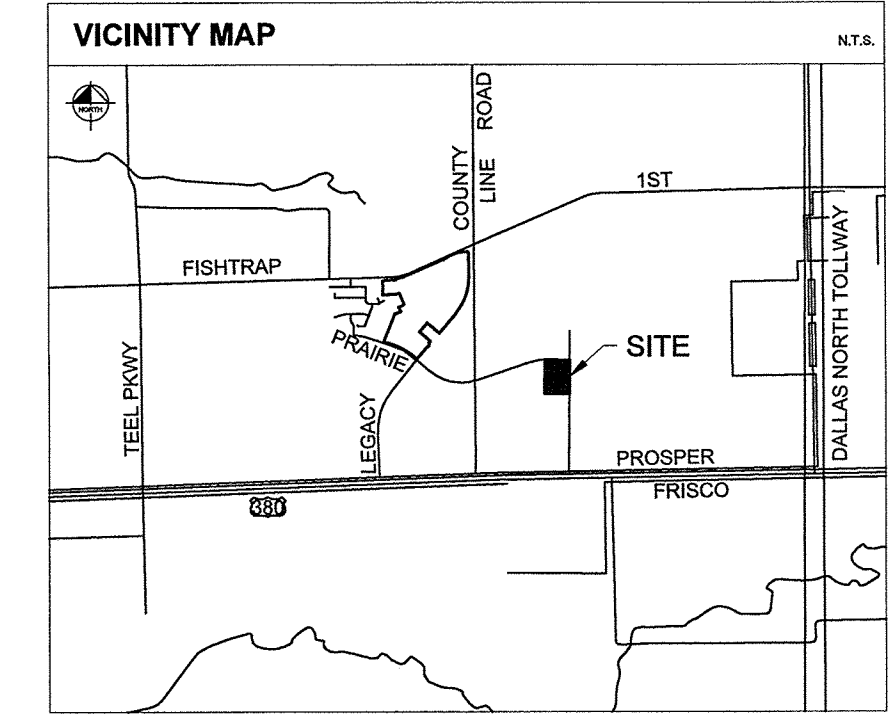 VICINITY MAP
N.T.S.
NORTH
COUNTY
LINE ROAD
1ST
FISHTRAP
DALLAS NORTH TOLLWAY
PRAIRIE
SITE
TEEL PKWY
LEGACY
PROSPER
FRISCO
380